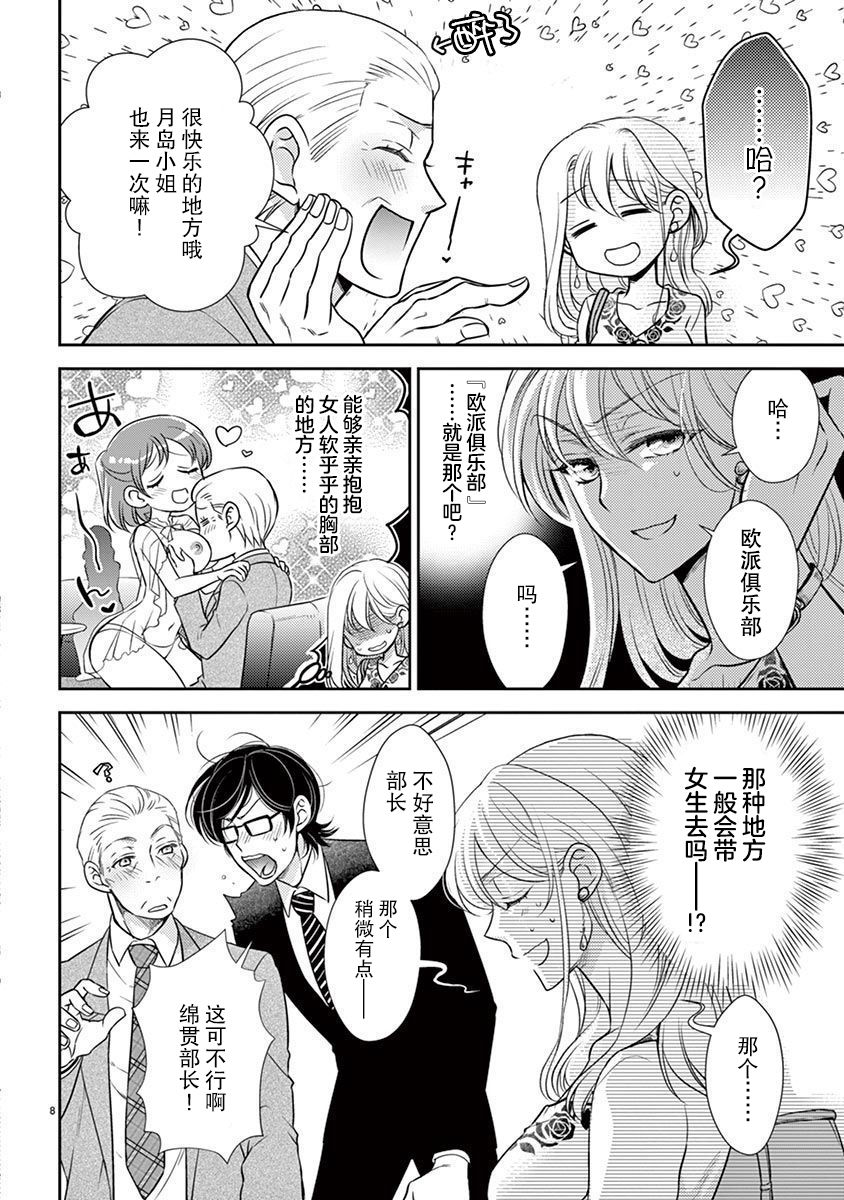 ……哈？
←醉了
很快乐的地方哦
月岛小姐
也来一次嘛！
哈…
欧派俱乐部
吗……
『欧派俱乐部』
……就是那个吧？
能够亲亲抱抱
女人软乎乎的胸部
的地方……
あ
あぁ
〜ん♡
那种地方
一般会带
女生去吗——!?
那个……
不好意思
部长
那个
稍微有点——
这可不行啊
绵贯部长！
?
8